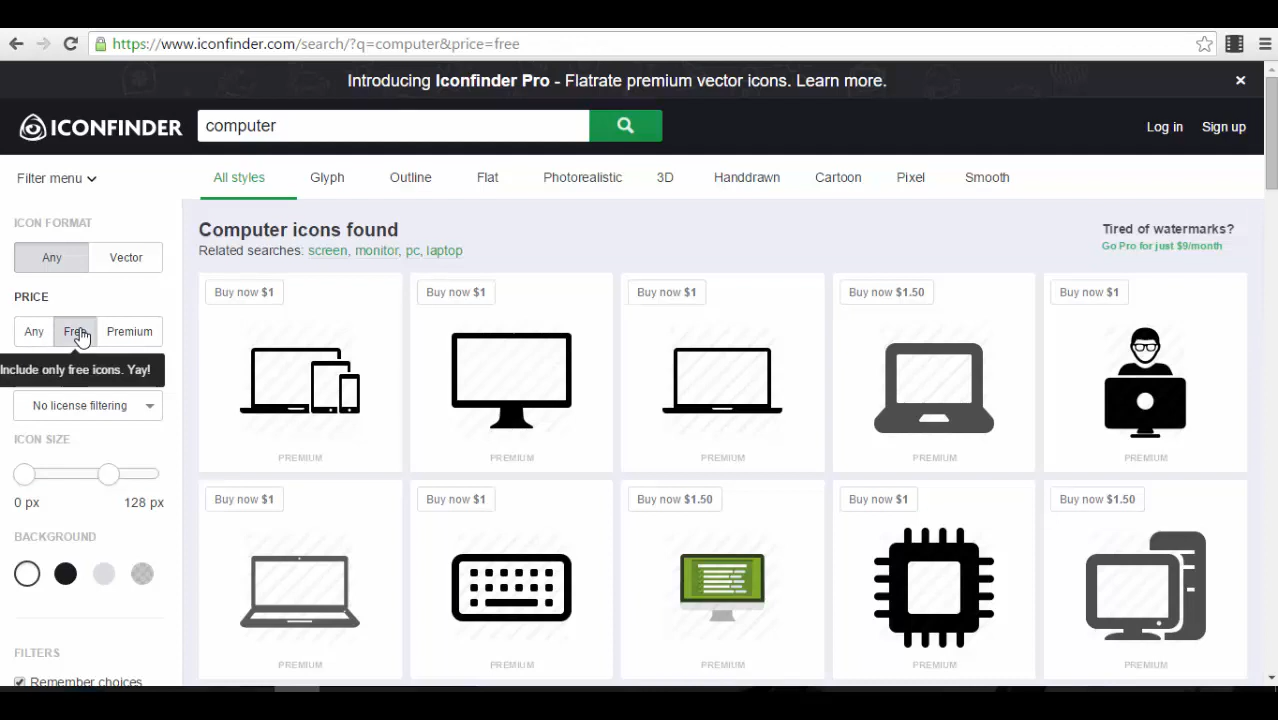 https://www.iconfinder.com/search/?q=computer&price=free
Introducing Iconfinder Pro - Flatrate premium vector icons. Learn more.
ICONFINDER
computer
Log in
Sign up
Filter menu
All styles
Glyph
Outline
Flat
Photorealistic
3D
Handdrawn
Cartoon
Pixel
Smooth
ICON FORMAT
Any
Vector
PRICE
Any
Free
Premium
Include only free icons. Yay!
No license filtering
ICON SIZE
0 px
128 px
BACKGROUND
FILTERS
Remember choices
Computer icons found
Related searches: screen, monitor, pc, laptop
Tired of watermarks?
Go Pro for just $9/month
Buy now $1
Buy now $1
Buy now $1
Buy now $1.50
Buy now $1
PREMIUM
PREMIUM
PREMIUM
PREMIUM
PREMIUM
Buy now $1
Buy now $1
Buy now $1.50
Buy now $1
Buy now $1.50
PREMIUM
PREMIUM
PREMIUM
PREMIUM
PREMIUM